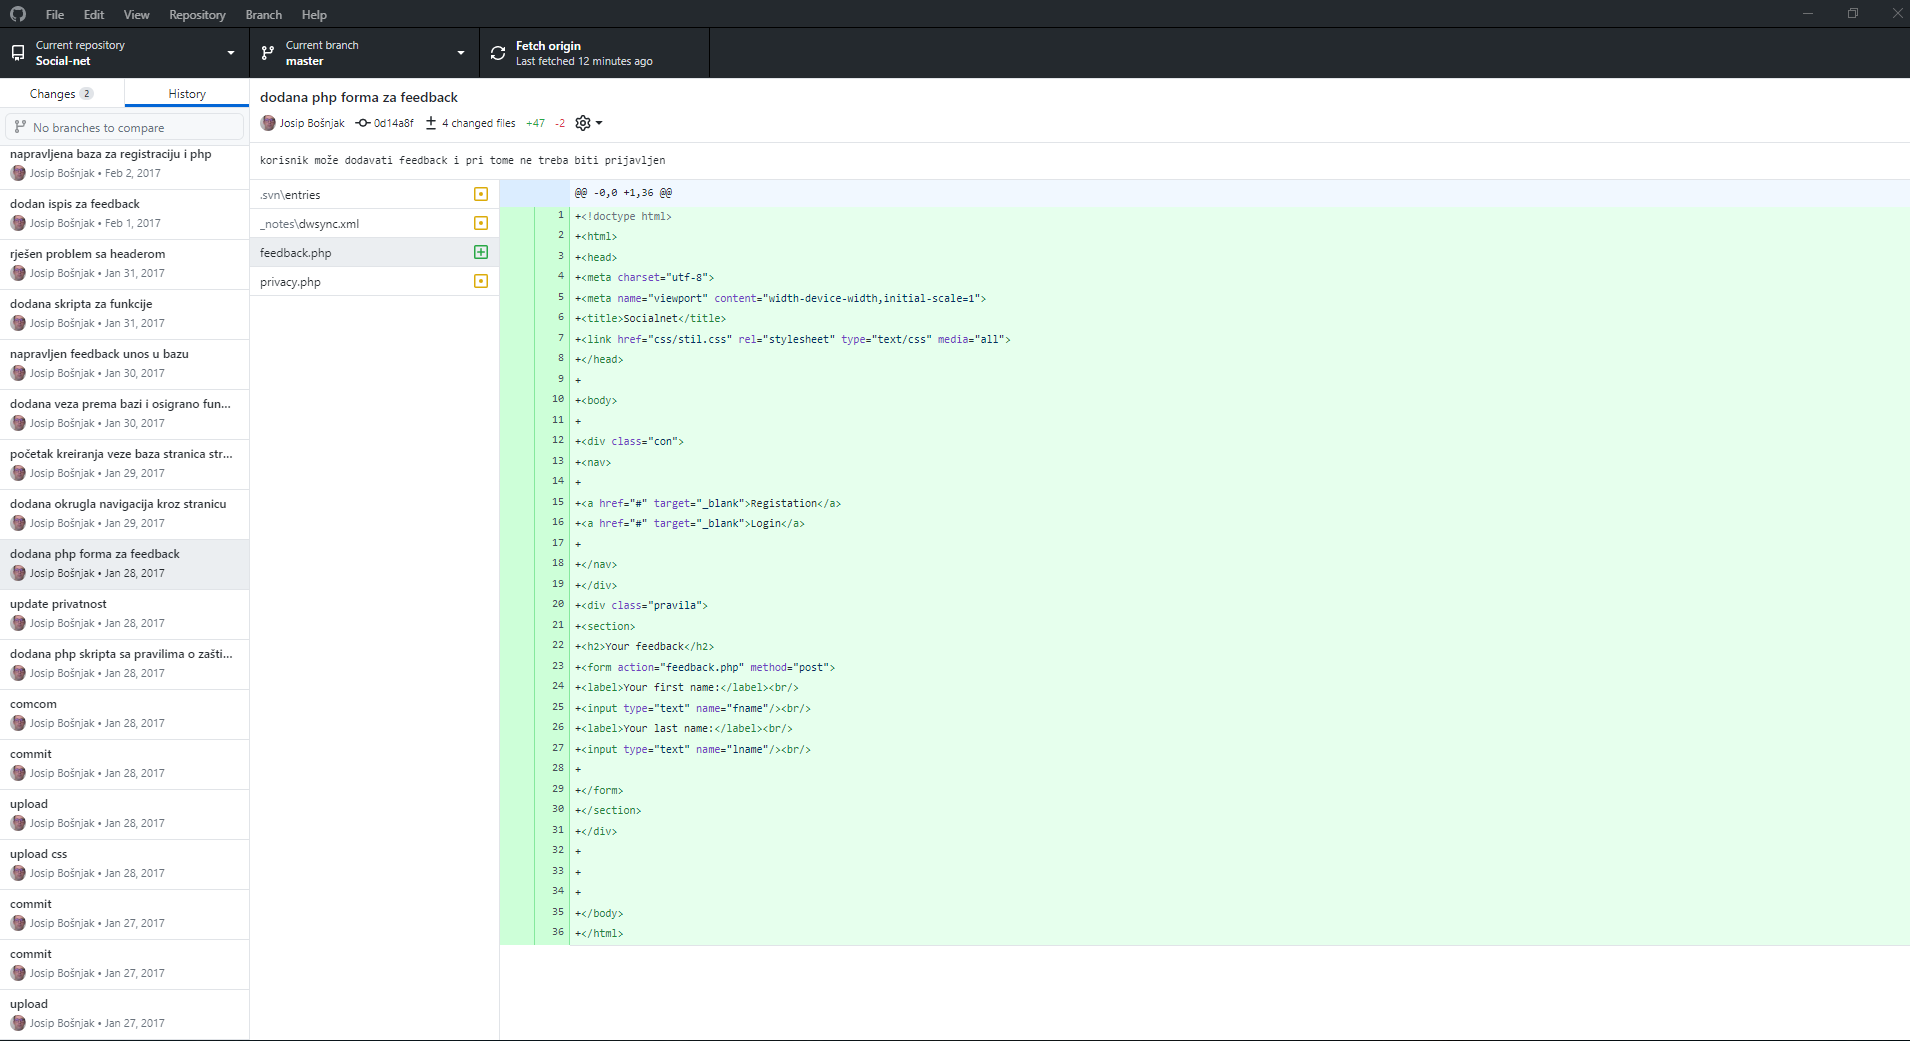 File Edit View Repository Branch Help
Current repository
Social-net
Current branch
master
Fetch origin
Last fetched 12 minutes ago
Changes 2 History
No branches to compare
napravljena baza za registraciju i php
Josip Bošnjak • Feb 2, 2017
dodan ispis za feedback
Josip Bošnjak • Feb 1, 2017
rješen problem sa headerom
Josip Bošnjak • Jan 31, 2017
dodana skripta za funkcije
Josip Bošnjak • Jan 31, 2017
napravljen feedback unos u bazu
Josip Bošnjak • Jan 30, 2017
dodana veza prema bazi i osigrano fun...
Josip Bošnjak • Jan 30, 2017
početak kreiranja veze baza stranica str...
Josip Bošnjak • Jan 29, 2017
dodana okrugla navigacija kroz stranicu
Josip Bošnjak • Jan 29, 2017
dodana php forma za feedback
Josip Bošnjak • Jan 28, 2017
update privatnost
Josip Bošnjak • Jan 28, 2017
dodana php skripta sa pravilima o zašti...
Josip Bošnjak • Jan 28, 2017
comcom
Josip Bošnjak • Jan 28, 2017
commit
Josip Bošnjak • Jan 28, 2017
upload
Josip Bošnjak • Jan 28, 2017
upload css
Josip Bošnjak • Jan 28, 2017
commit
Josip Bošnjak • Jan 27, 2017
commit
Josip Bošnjak • Jan 27, 2017
upload
Josip Bošnjak • Jan 27, 2017
dodana php forma za feedback
Josip Bošnjak 0d14a8f 4 changed files +47 -2
korisnik može dodavati feedback i pri tome ne treba biti prijavljen
.svn\entries
_notes\dwsync.xml
feedback.php
privacy.php
@@ -0,0 +1,36 @@
1 +<!doctype html>
2 +<html>
3 +<head>
4 +<meta charset="utf-8">
5 +<meta name="viewport" content="width-device-width,initial-scale=1">
6 +<title>Socialnet</title>
7 +<link href="css/stil.css" rel="stylesheet" type="text/css" media="all">
8 +</head>
9 +
10 +<body>
11 +
12 +<div class="con">
13 +<nav>
14 +
15 +<a href="#" target="_blank">Registation</a>
16 +<a href="#" target="_blank">Login</a>
17 +
18 +</nav>
19 +</div>
20 +<div class="pravila">
21 +<section>
22 +<h2>Your feedback</h2>
23 +<form action="feedback.php" method="post">
24 +<label>Your first name:</label><br/>
25 +<input type="text" name="fname"/><br/>
26 +<label>Your last name:</label><br/>
27 +<input type="text" name="lname"/><br/>
28 +
29 +</form>
30 +</section>
31 +</div>
32 +
33 +
34 +
35 +</body>
36 +</html>